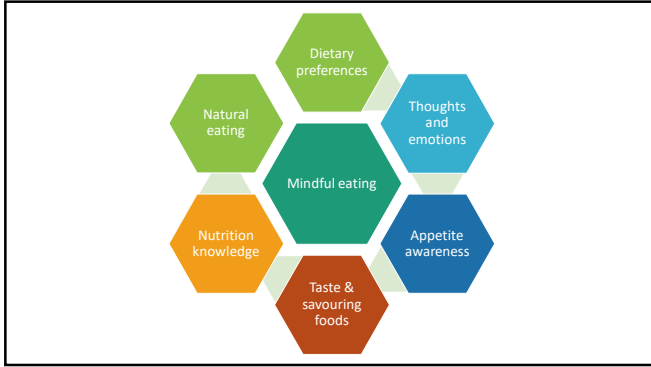 Dietary
preferences
Thoughts
and
emotions
Natural
eating
Mindful eating
Nutrition
knowledge
Appetite
awareness
Taste &
savouring
foods